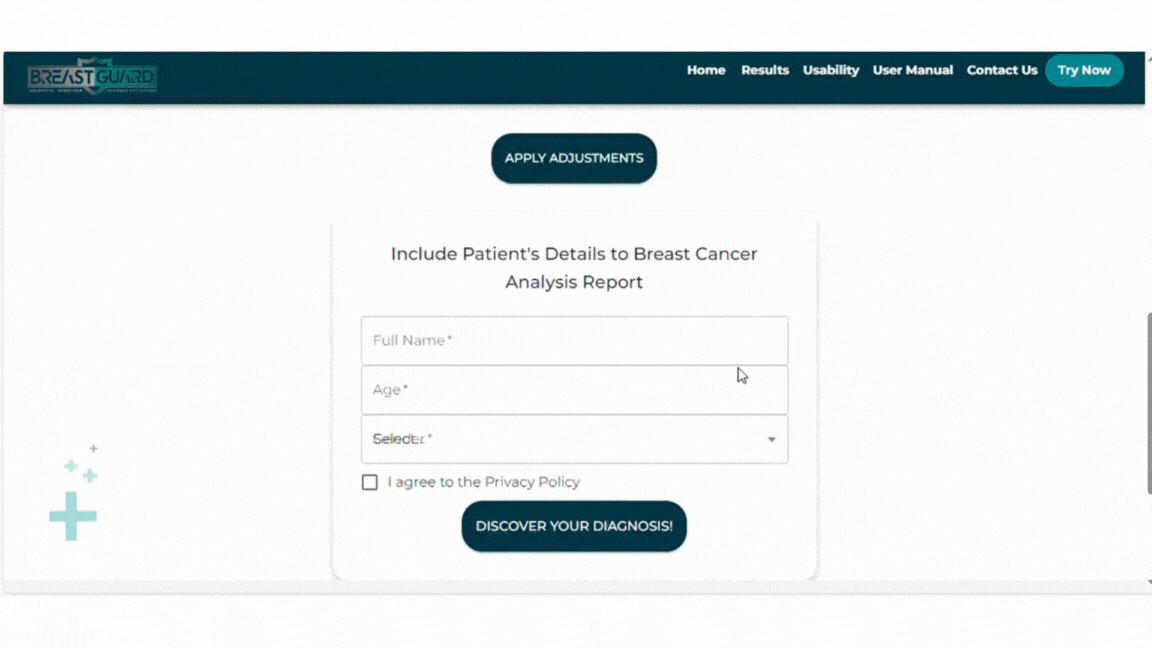 BREAST GUARD
Home Results Usability User Manual Contact Us Try Now
APPLY ADJUSTMENTS
Include Patient's Details to Breast Cancer
Analysis Report
Full Name*
Age*
Select
I agree to the Privacy Policy
DISCOVER YOUR DIAGNOSIS!